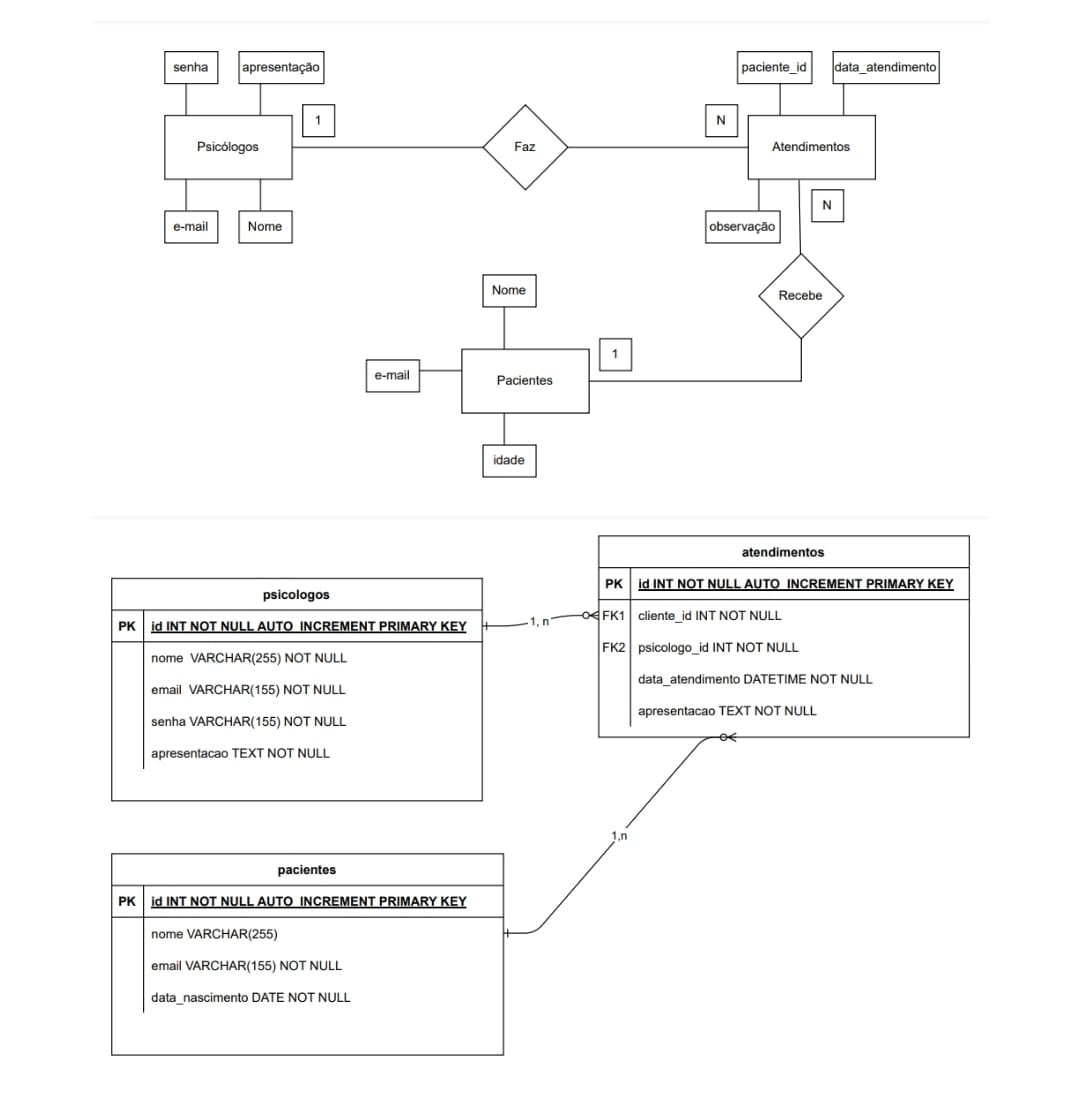 senha
apresentação
paciente_id
data_atendimento
1
N
Psicólogos
Faz
Atendimentos
N
e-mail
Nome
observação
Nome
Recebe
1
e-mail
Pacientes
idade
atendimentos
PK
id INT NOT NULL AUTO_INCREMENT PRIMARY KEY
FK1
cliente_id INT NOT NULL
FK2
psicologo_id INT NOT NULL
data_atendimento DATETIME NOT NULL
apresentacao TEXT NOT NULL
psicologos
PK
id INT NOT NULL AUTO_INCREMENT PRIMARY KEY
1, n
nome VARCHAR(255) NOT NULL
email VARCHAR(155) NOT NULL
senha VARCHAR(155) NOT NULL
apresentacao TEXT NOT NULL
1,n
pacientes
PK
id INT NOT NULL AUTO_INCREMENT PRIMARY KEY
nome VARCHAR(255)
email VARCHAR(155) NOT NULL
data_nascimento DATE NOT NULL